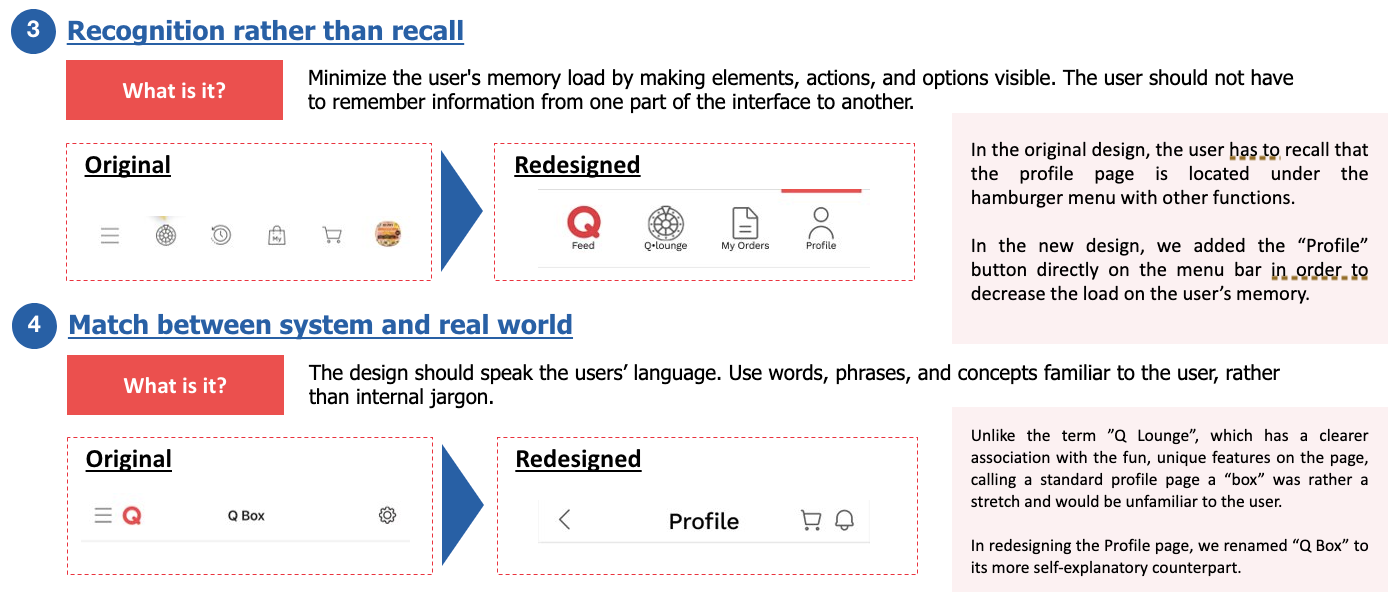 3 Recognition rather than recall
What is it?
Minimize the user's memory load by making elements, actions, and options visible. The user should not have
to remember information from one part of the interface to another.
Original
My
Redesigned
Q
Feed
Q•lounge
My Orders
Profile
In the original design, the user has to recall that
the profile page is located under the
hamburger menu with other functions.
In the new design, we added the “Profile”
button directly on the menu bar in order to
decrease the load on the user’s memory.
4 Match between system and real world
What is it?
The design should speak the users’ language. Use words, phrases, and concepts familiar to the user, rather
than internal jargon.
Original
Q
Q Box
Redesigned
Profile
Unlike the term ”Q Lounge”, which has a clearer
association with the fun, unique features on the page,
calling a standard profile page a “box” was rather a
stretch and would be unfamiliar to the user.
In redesigning the Profile page, we renamed “Q Box” to
its more self-explanatory counterpart.